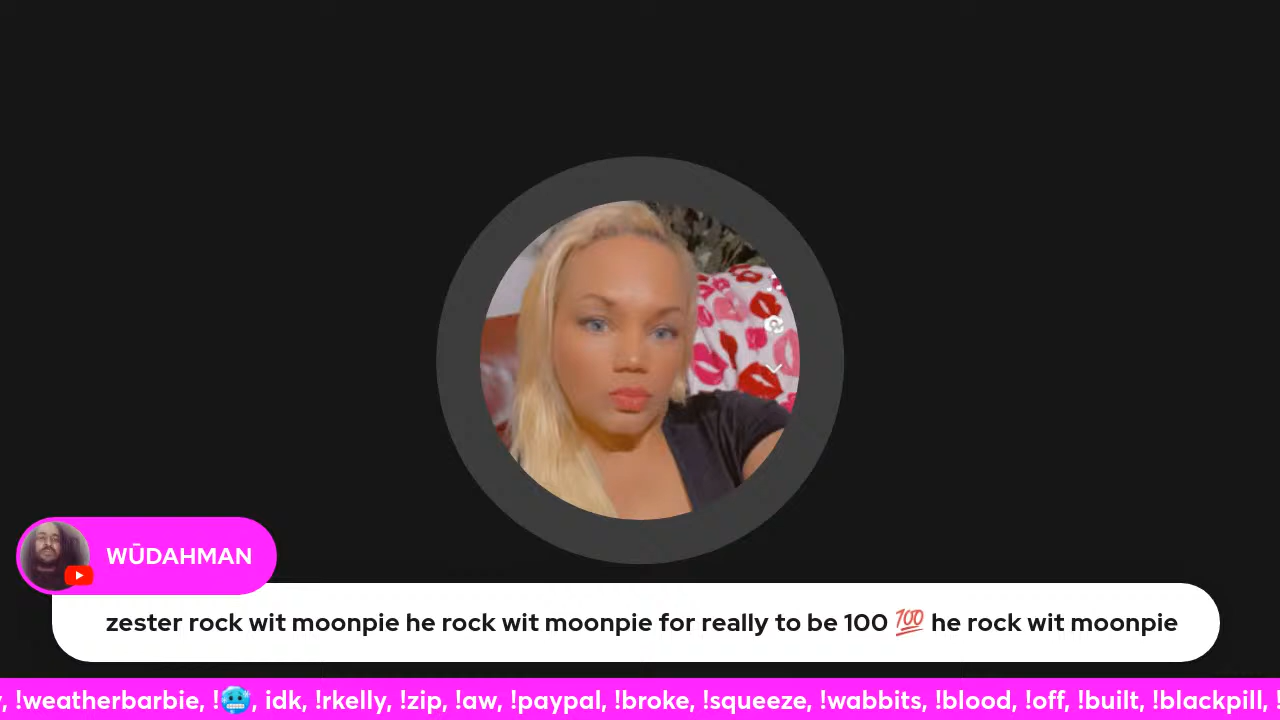 WŪDAHMAN
zester rock wit moonpie he rock wit moonpie for really to be 100 💯 he rock wit moonpie
, !weatherbarbie, !🥶, idk, !rkelly, !zip, !aw, !paypal, !broke, !squeeze, !wabbits, !blood, !off, !built, !blackpill,